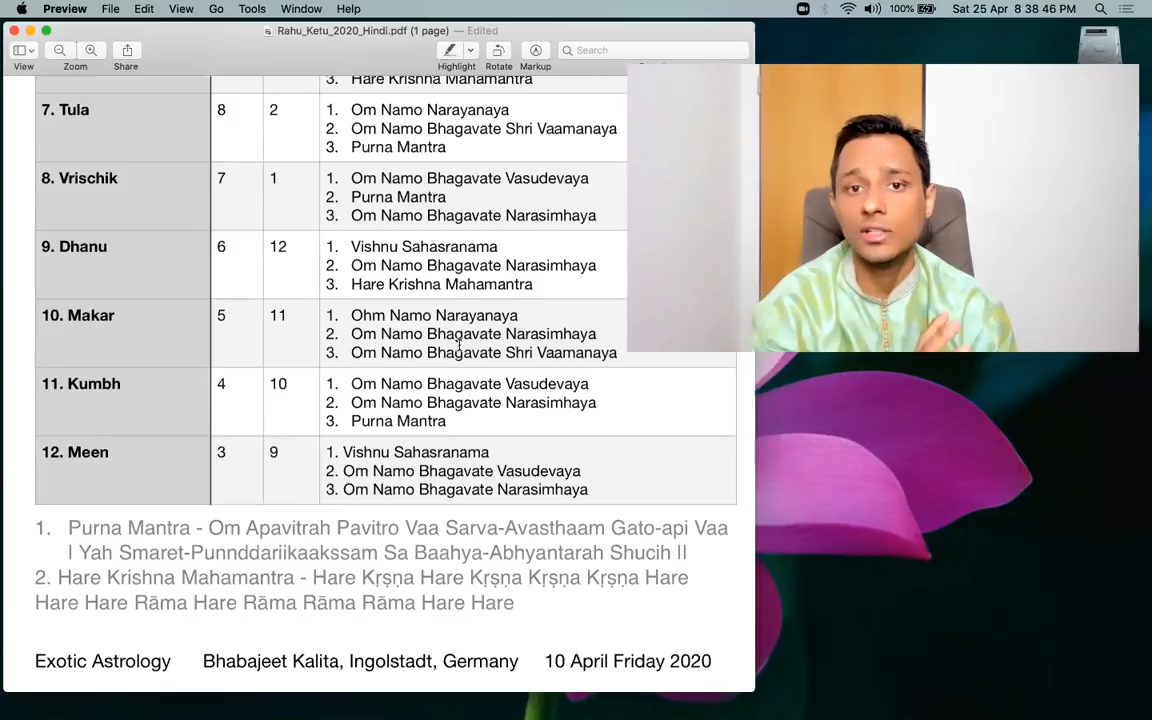 Preview File Edit View Go Tools Window Help 100% Sat 25 Apr 8 38 46 PM
Rahu_Ketu_2020_Hindi.pdf (1 page) — Edited
Search
View Zoom Share Highlight Rotate Markup
3. Hare Krishna Mahamantra
7. Tula 8 2 1. Om Namo Narayanaya
2. Om Namo Bhagavate Shri Vaamanaya
3. Purna Mantra
8. Vrischik 7 1 1. Om Namo Bhagavate Vasudevaya
2. Purna Mantra
3. Om Namo Bhagavate Narasimhaya
9. Dhanu 6 12 1. Vishnu Sahasranama
2. Om Namo Bhagavate Narasimhaya
3. Hare Krishna Mahamantra
10. Makar 5 11 1. Ohm Namo Narayanaya
2. Om Namo Bhagavate Narasimhaya
3. Om Namo Bhagavate Shri Vaamanaya
11. Kumbh 4 10 1. Om Namo Bhagavate Vasudevaya
2. Om Namo Bhagavate Narasimhaya
3. Purna Mantra
12. Meen 3 9 1. Vishnu Sahasranama
2. Om Namo Bhagavate Vasudevaya
3. Om Namo Bhagavate Narasimhaya
1. Purna Mantra - Om Apavitrah Pavitro Vaa Sarva-Avasthaam Gato-api Vaa
I Yah Smaret-Punnddariikaakssam Sa Baahya-Abhyantarah Shucih II
2. Hare Krishna Mahamantra - Hare Kṛṣṇa Hare Kṛṣṇa Kṛṣṇa Kṛṣṇa Hare
Hare Hare Rāma Hare Rāma Rāma Rāma Hare Hare
Exotic Astrology Bhabajeet Kalita, Ingolstadt, Germany 10 April Friday 2020